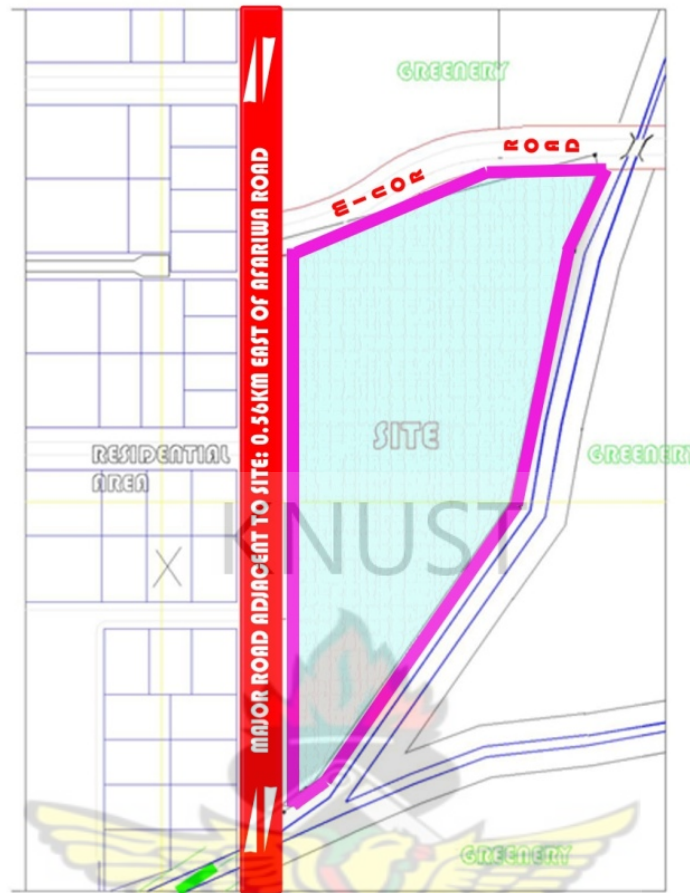 GREENERY
MINOR ROAD
MAJOR ROAD ADJACENT TO SITE: 0.56KM EAST OF AFARIWA ROAD
SITE
RESIDENTIAL
AREA
GREENERY
KNUST
GREENERY